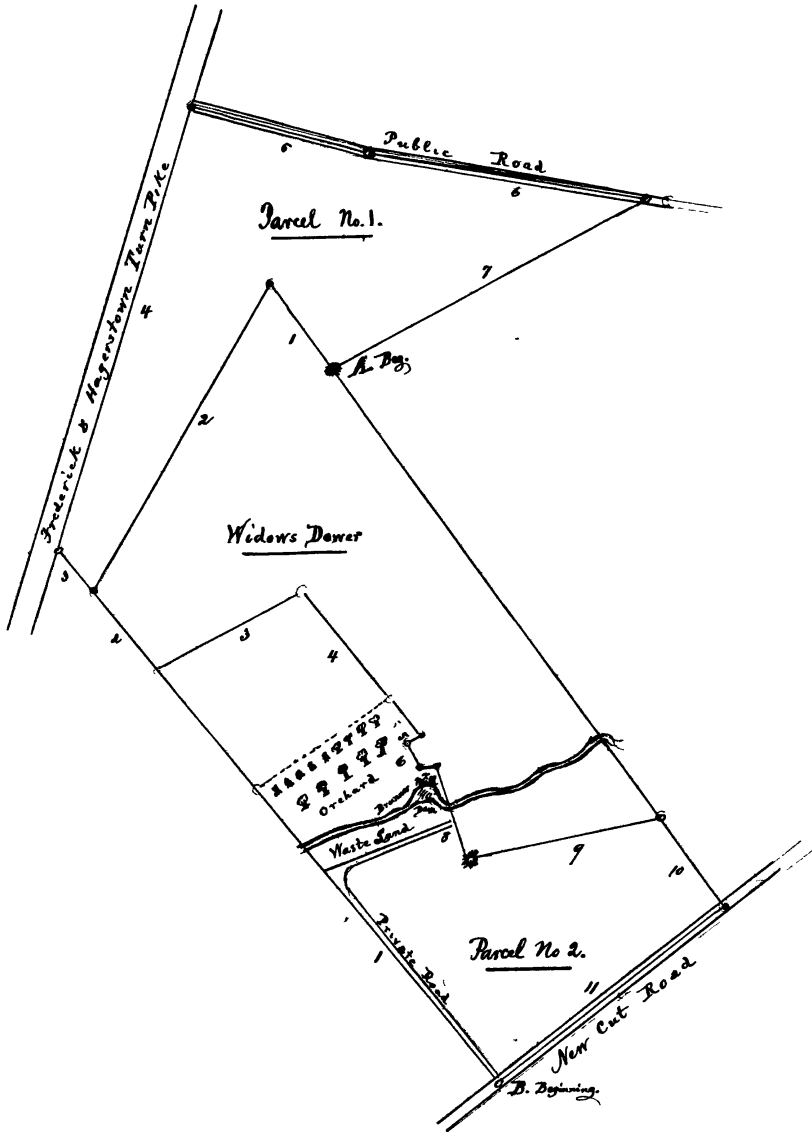 Public Road
6
6
Parcel No. 1.
7
Frederick & Hagerstown Turn Pike
4
1
A. Beg.
2
Widows Dower
3
2
3
4
5
6
Orchard
Dam
Waste Land
8
9
10
Private Road
1
Parcel No 2.
11
New Cut Road
B. Beginning.